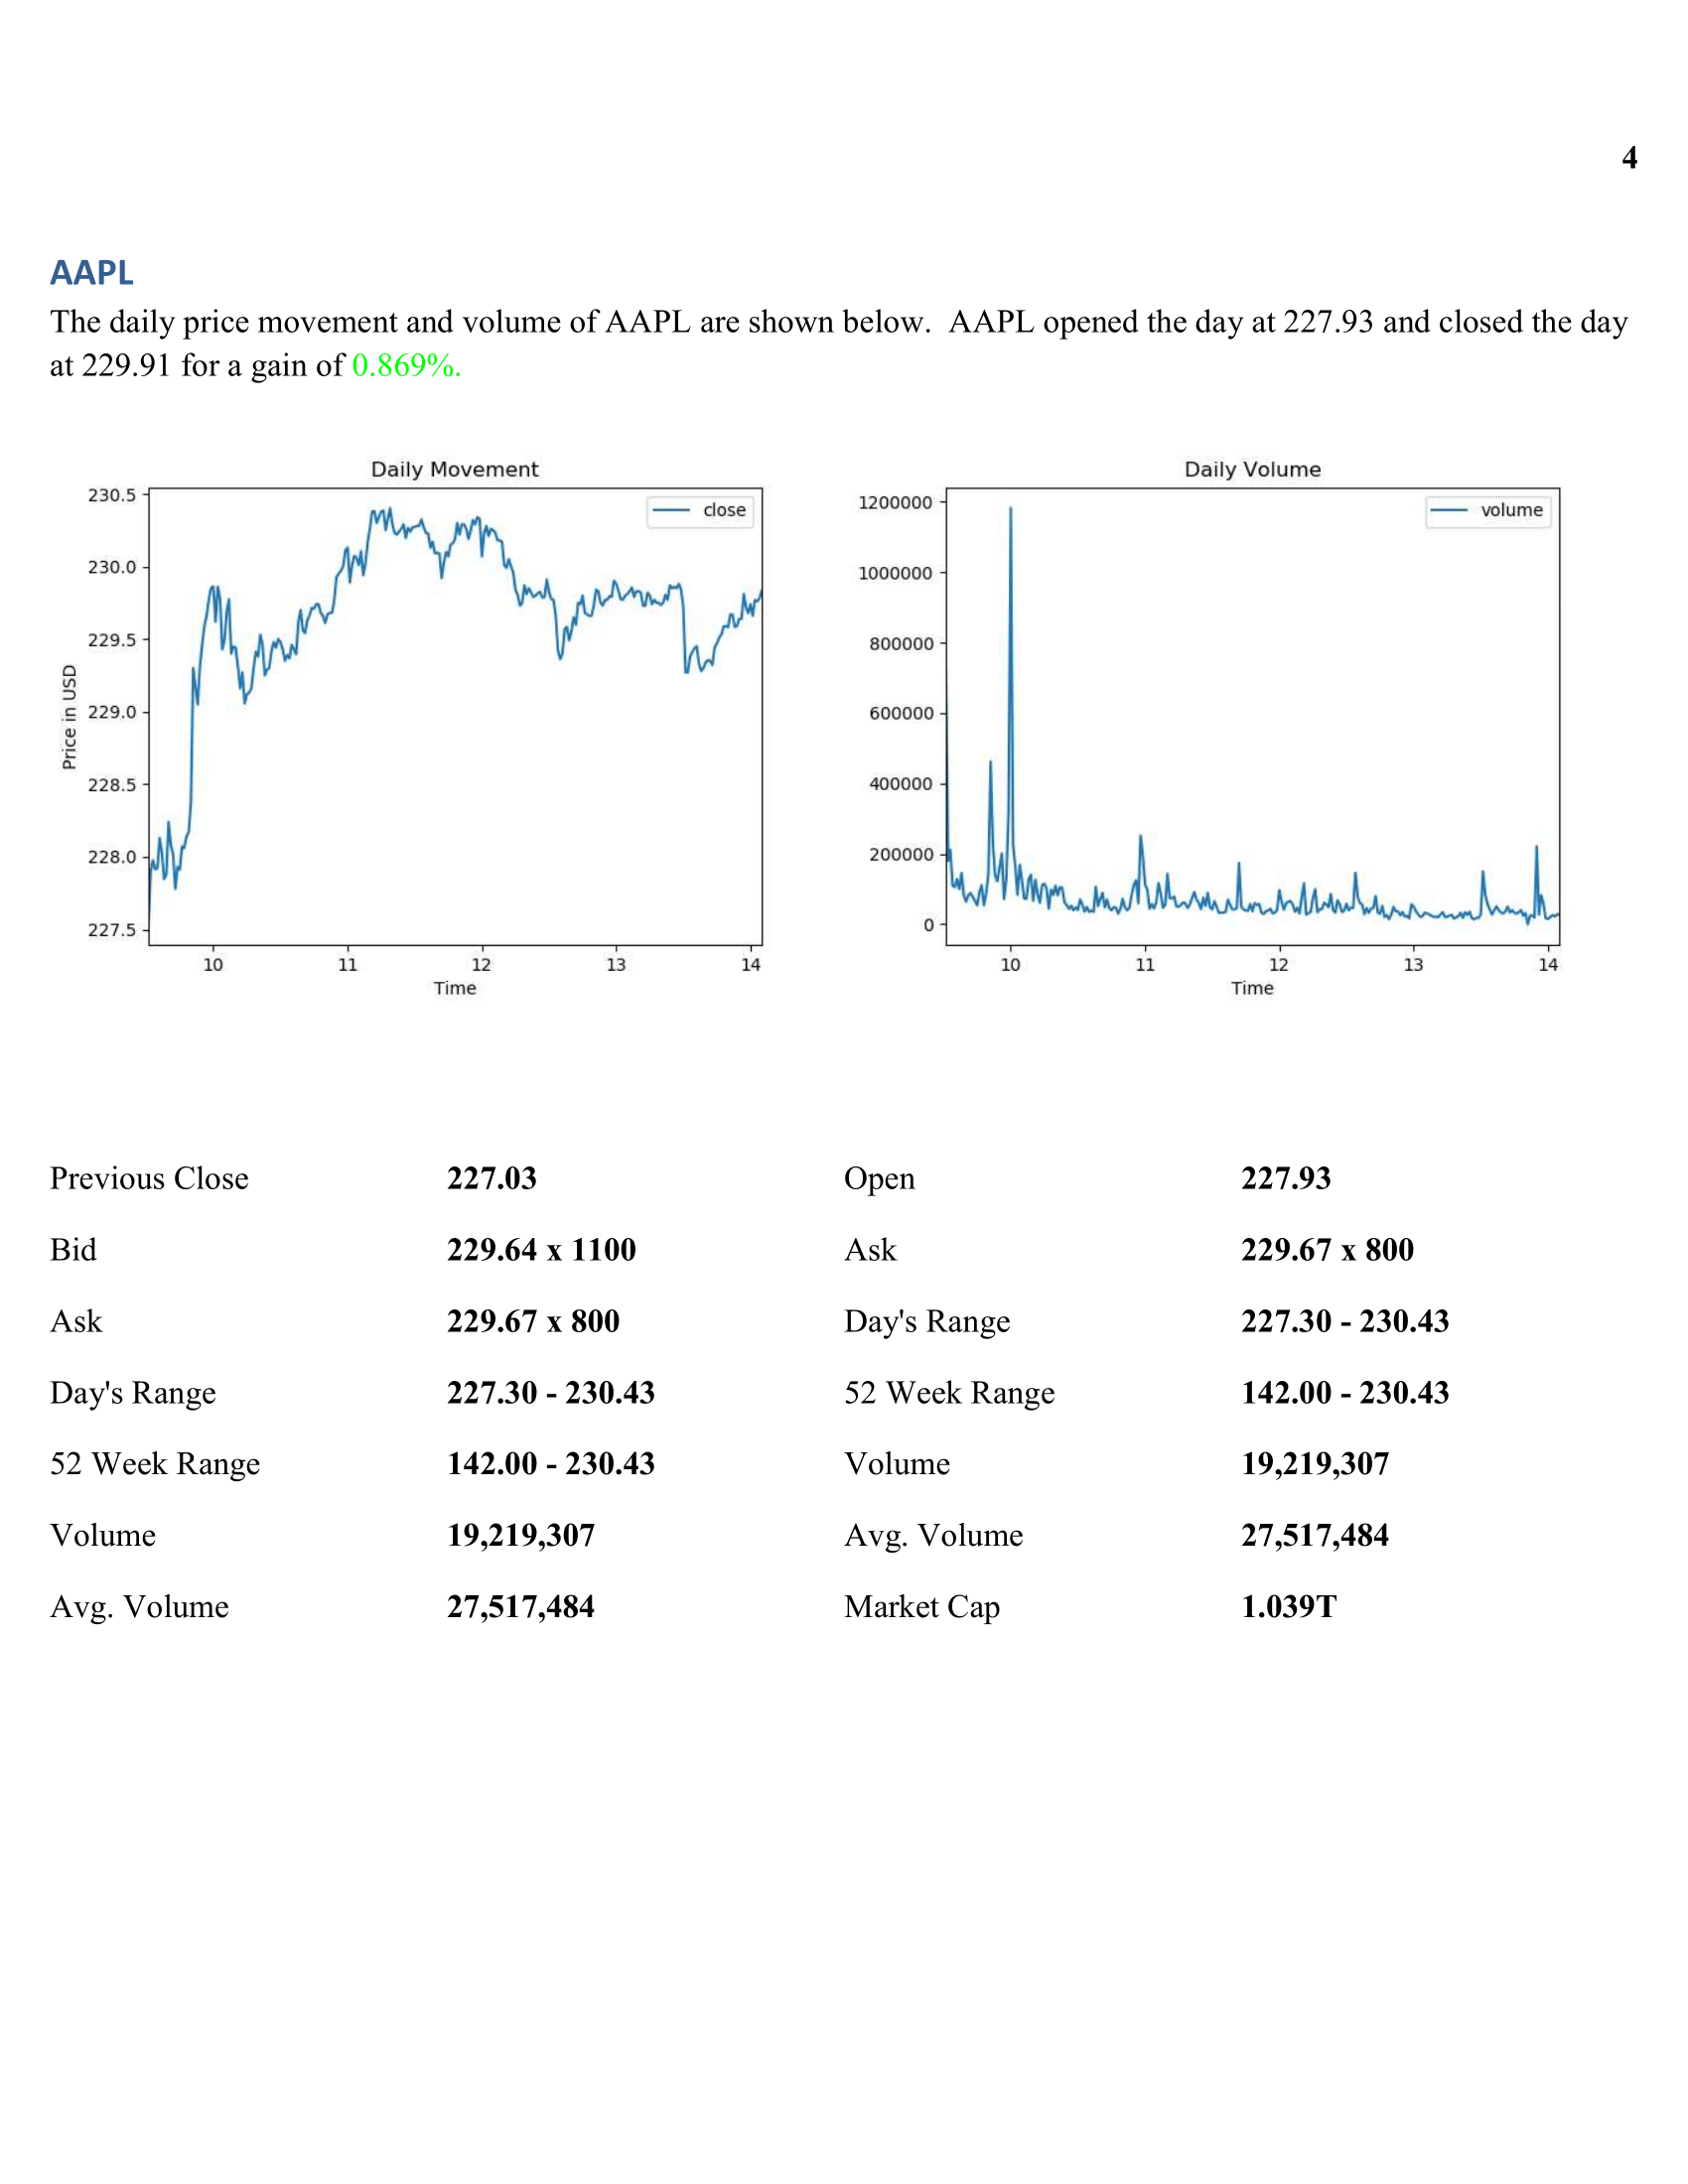 4
AAPL
The daily price movement and volume of AAPL are shown below.  AAPL opened the day at 227.93 and closed the day
at 229.91 for a gain of 0.869%.
Daily Movement
230.5
230.0
229.5
229.0
228.5
228.0
227.5
Price in USD
close
10 11 12 13 14
Time
Daily Volume
1200000
1000000
800000
600000
400000
200000
0
volume
10 11 12 13 14
Time
Previous Close 227.03 Open 227.93
Bid 229.64 x 1100 Ask 229.67 x 800
Ask 229.67 x 800 Day's Range 227.30 - 230.43
Day's Range 227.30 - 230.43 52 Week Range 142.00 - 230.43
52 Week Range 142.00 - 230.43 Volume 19,219,307
Volume 19,219,307 Avg. Volume 27,517,484
Avg. Volume 27,517,484 Market Cap 1.039T